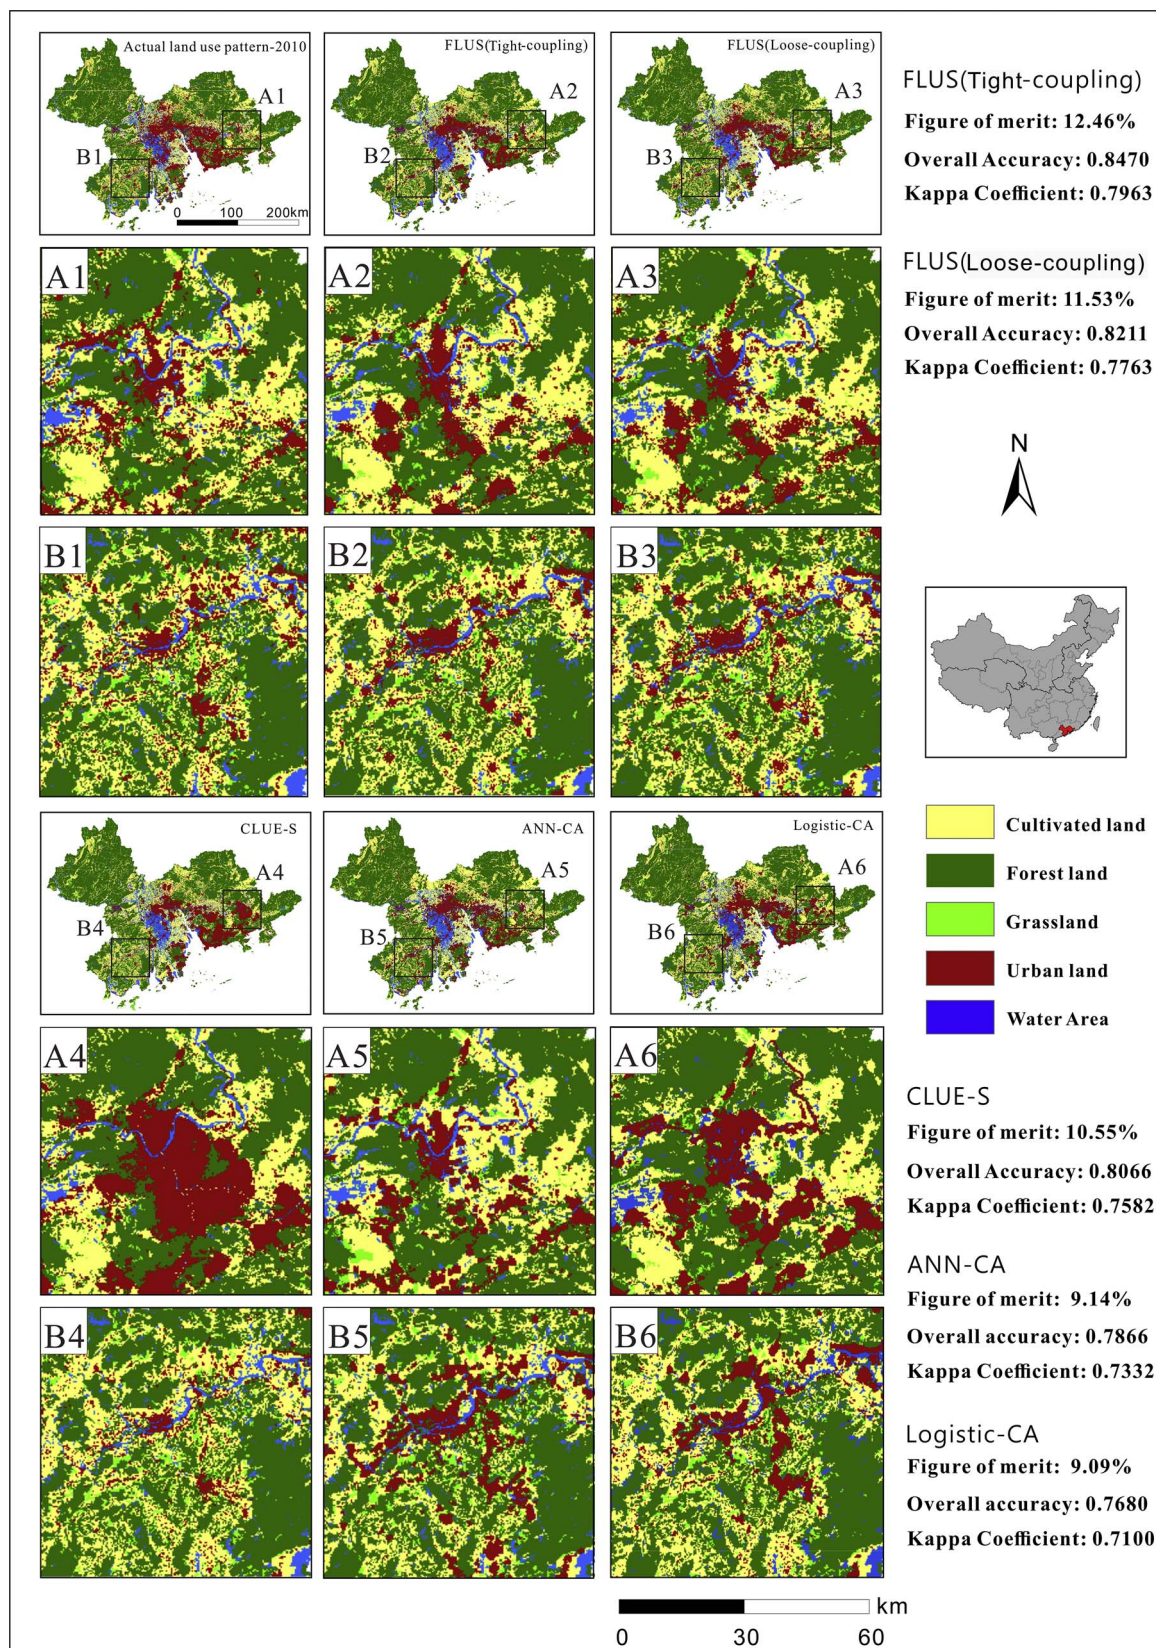 Actual land use pattern-2010
A1
B1
0 100 200km
FLUS(Tight-coupling)
A2
B2
FLUS(Loose-coupling)
A3
B3
FLUS(Tight-coupling)
Figure of merit: 12.46%
Overall Accuracy: 0.8470
Kappa Coefficient: 0.7963
FLUS(Loose-coupling)
Figure of merit: 11.53%
Overall Accuracy: 0.8211
Kappa Coefficient: 0.7763
A1
A2
A3
N
B1
B2
B3
CLUE-S
A4
B4
ANN-CA
A5
B5
Logistic-CA
A6
B6
Cultivated land
Forest land
Grassland
Urban land
Water Area
A4
A5
A6
CLUE-S
Figure of merit: 10.55%
Overall Accuracy: 0.8066
Kappa Coefficient: 0.7582
ANN-CA
Figure of merit: 9.14%
Overall accuracy: 0.7866
Kappa Coefficient: 0.7332
B4
B5
B6
Logistic-CA
Figure of merit: 9.09%
Overall accuracy: 0.7680
Kappa Coefficient: 0.7100
km
0 30 60